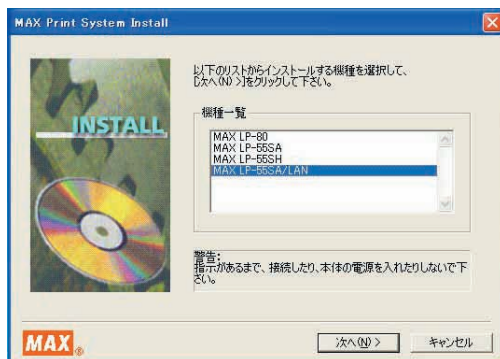 MAX Print System Install
以下のリストからインストールする機種を選択して、
[次へ(N) >]をクリックして下さい。
INSTALL
機種一覧
MAX LP-80
MAX LP-55SA
MAX LP-55SH
MAX LP-55SA/LAN
警告:
指示があるまで、接続したり、本体の電源を入れたりしないで下
さい。
MAX®
次へ(N) >
キャンセル